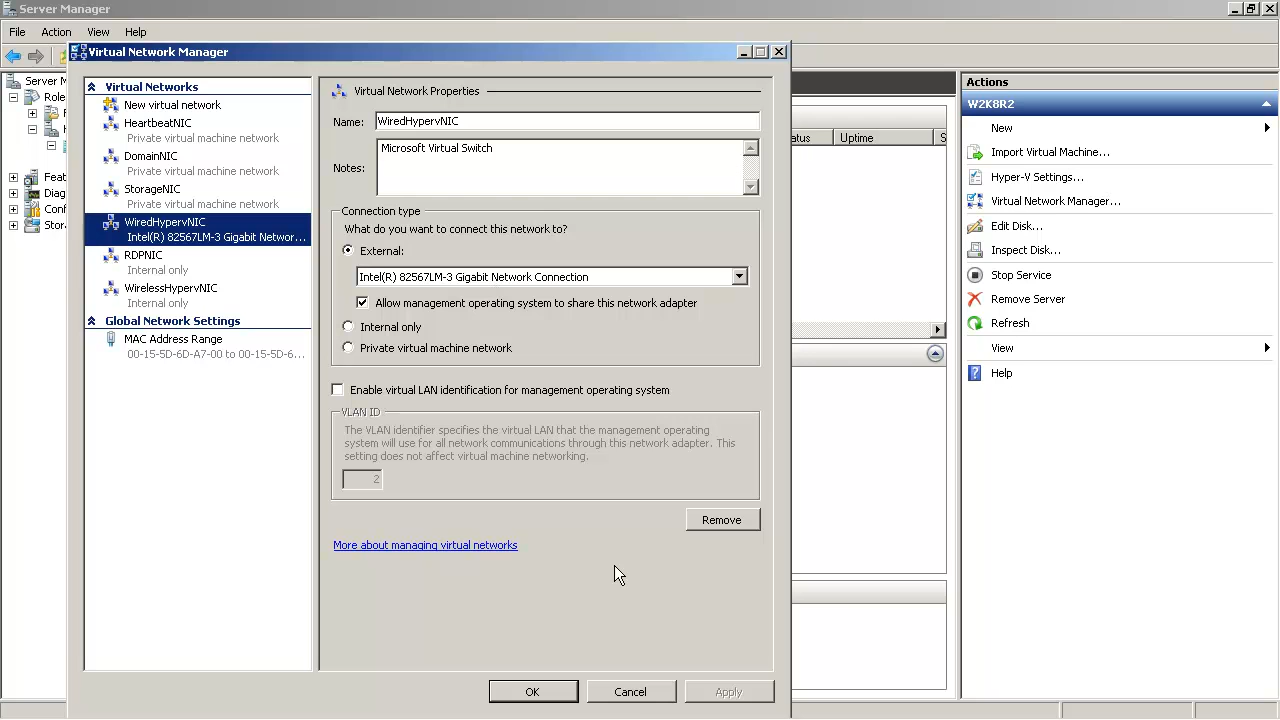 Server Manager
File Action View Help
Virtual Network Manager
Server M
Role
F
H
Feat
Diag
Conf
Stor
Virtual Networks
New virtual network
HeartbeatNIC
Private virtual machine network
DomainNIC
Private virtual machine network
StorageNIC
Private virtual machine network
WiredHypervNIC
Intel(R) 82567LM-3 Gigabit Networ...
RDPNIC
Internal only
WirelessHypervNIC
Internal only
Global Network Settings
MAC Address Range
00-15-5D-6D-A7-00 to 00-15-5D-6...
Virtual Network Properties
Name: WiredHypervNIC
Notes: Microsoft Virtual Switch
Connection type
What do you want to connect this network to?
External:
Intel(R) 82567LM-3 Gigabit Network Connection
Allow management operating system to share this network adapter
Internal only
Private virtual machine network
Enable virtual LAN identification for management operating system
VLAN ID
The VLAN identifier specifies the virtual LAN that the management operating
system will use for all network communications through this network adapter. This
setting does not affect virtual machine networking.
2
Remove
More about managing virtual networks
OK Cancel Apply
atus Uptime S
Actions
W2K8R2
New
Import Virtual Machine...
Hyper-V Settings...
Virtual Network Manager...
Edit Disk...
Inspect Disk...
Stop Service
Remove Server
Refresh
View
Help